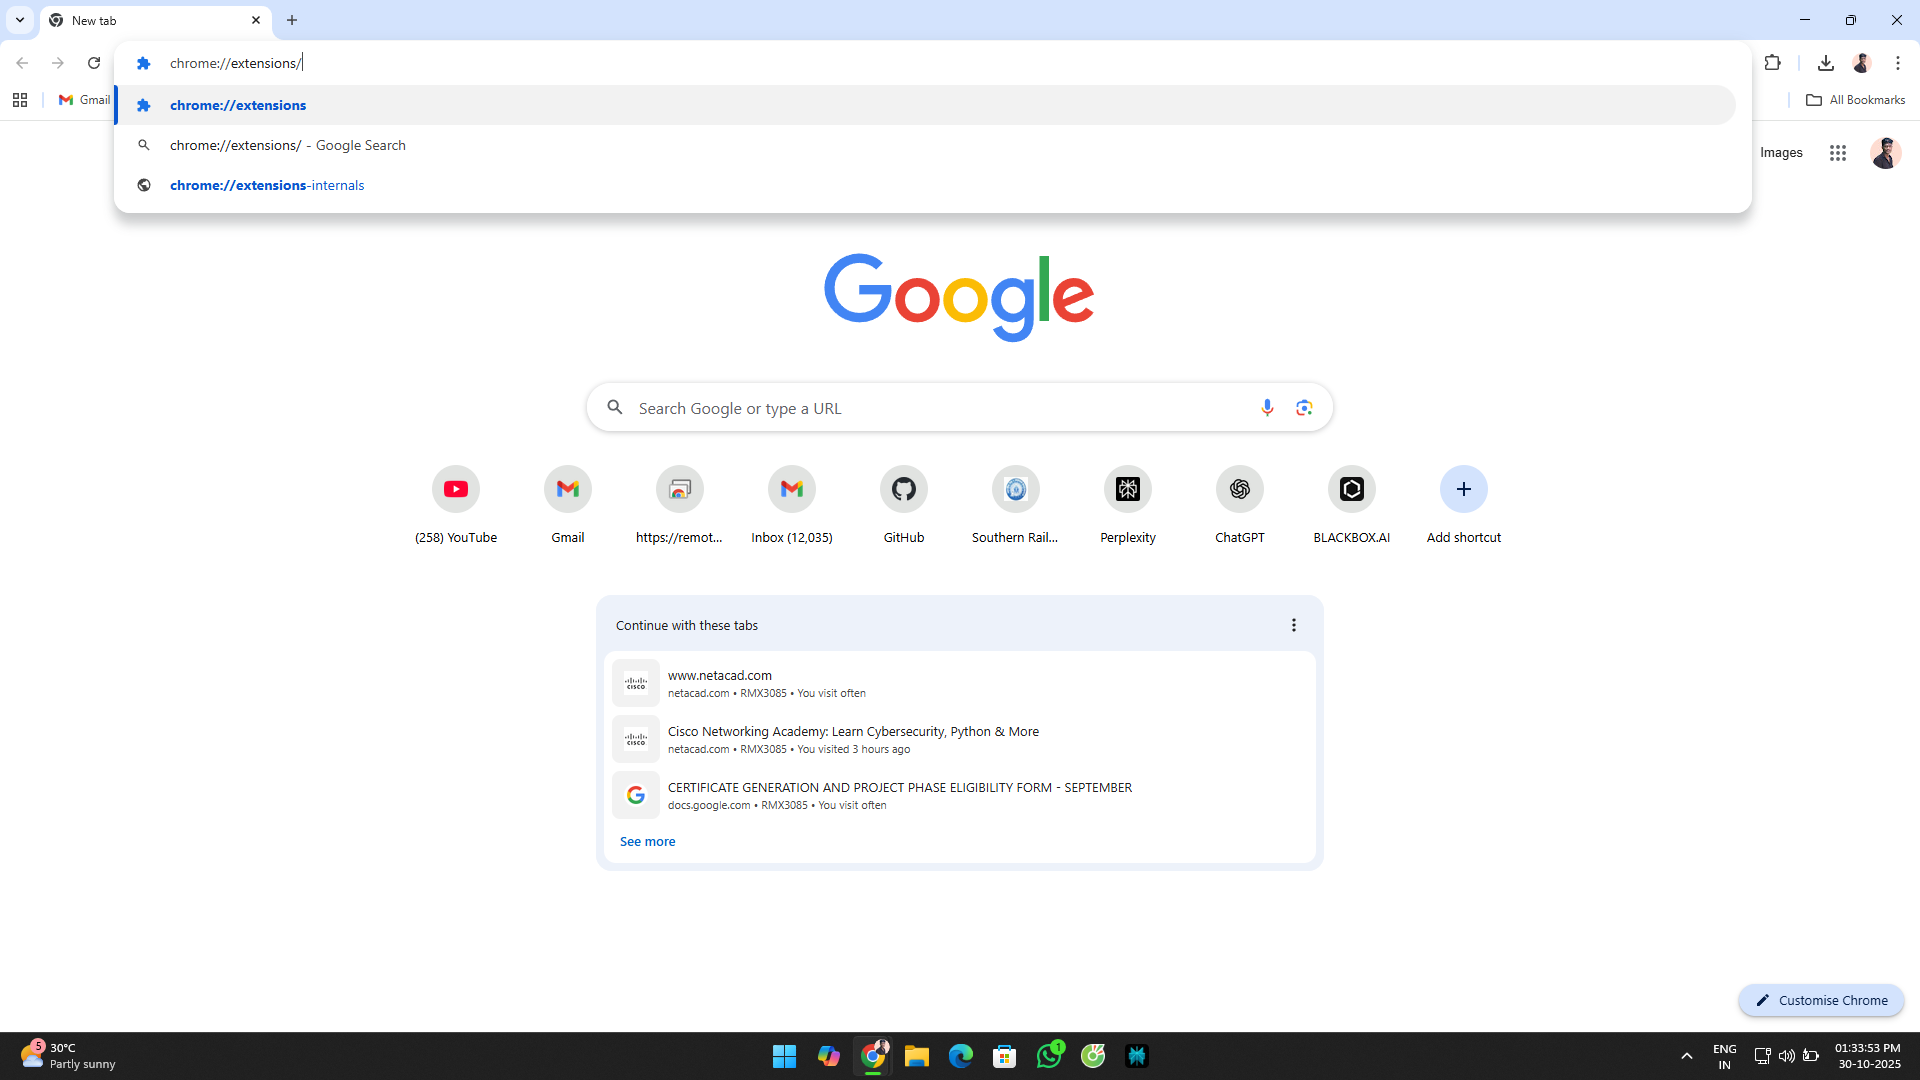 New tab
chrome://extensions/
chrome://extensions
chrome://extensions/ - Google Search
chrome://extensions-internals
Gmail
All Bookmarks
Images
Google
Search Google or type a URL
(258) YouTube
Gmail
https://remot...
Inbox (12,035)
GitHub
Southern Rail...
Perplexity
ChatGPT
BLACKBOX.AI
Add shortcut
Continue with these tabs
CISCO
www.netacad.com
netacad.com • RMX3085 • You visit often
CISCO
Cisco Networking Academy: Learn Cybersecurity, Python & More
netacad.com • RMX3085 • You visited 3 hours ago
CERTIFICATE GENERATION AND PROJECT PHASE ELIGIBILITY FORM - SEPTEMBER
docs.google.com • RMX3085 • You visit often
See more
Customise Chrome
5
30°C
Partly sunny
1
ENG
IN
01:33:53 PM
30-10-2025